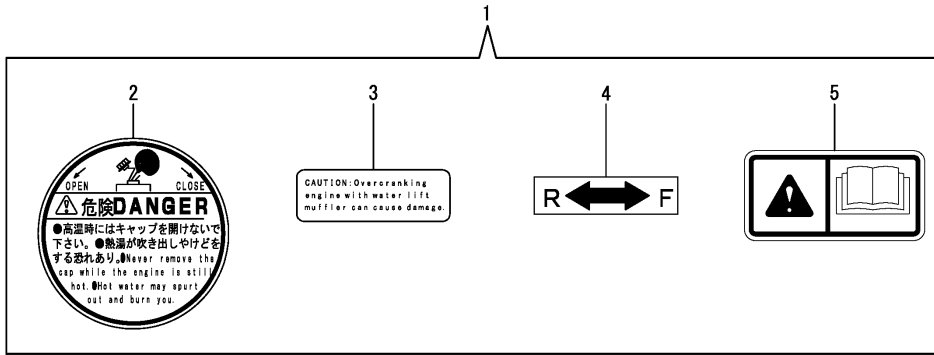 1
2
3
4
5
OPEN CLOSE
危険DANGER
●高温時にはキャップを開けないで
下さい。●熱湯が吹き出しやけどを
する恐れあり。●Never remove the
cap while the engine is still
hot.●Hot water may spurt
out and burn you.
CAUTION:Overcranking
engine with water lift
muffler can cause damage.
R F